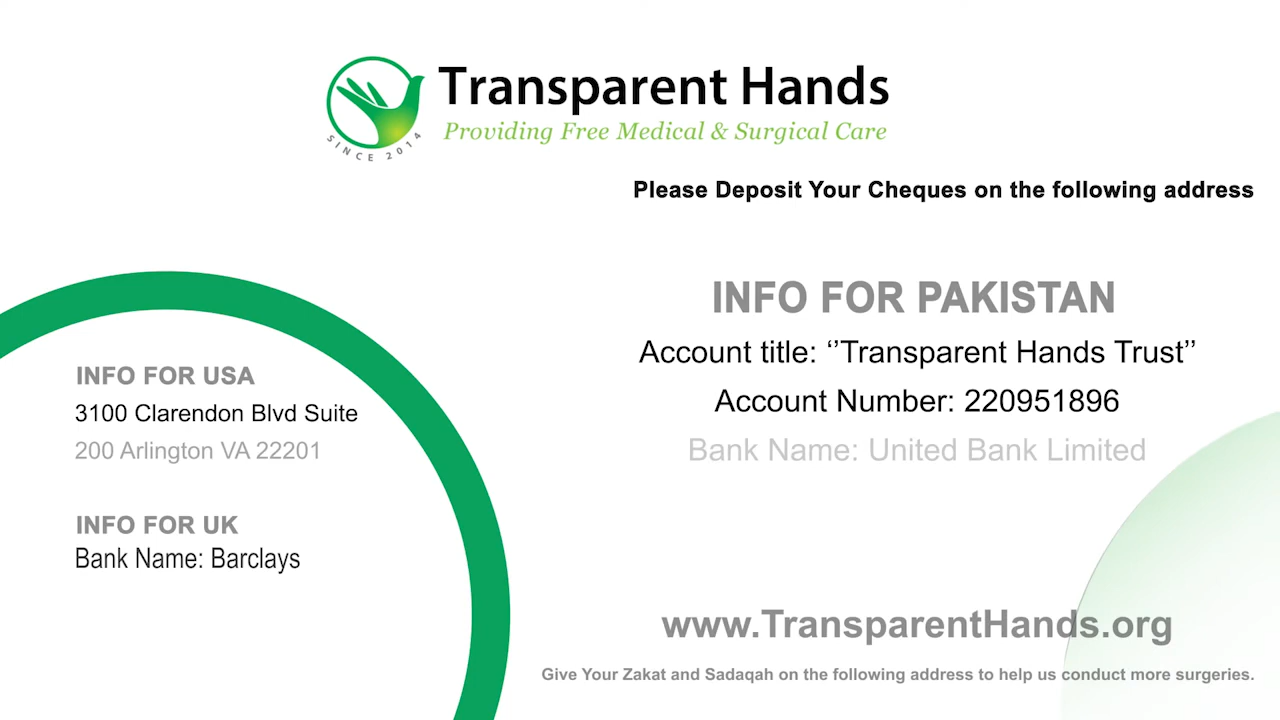 Transparent Hands
Providing Free Medical & Surgical Care
SINCE 2014
Please Deposit Your Cheques on the following address
INFO FOR USA
3100 Clarendon Blvd Suite
200 Arlington VA 22201
INFO FOR UK
Bank Name: Barclays
INFO FOR PAKISTAN
Account title: ‘’Transparent Hands Trust’’
Account Number: 220951896
Bank Name: United Bank Limited
www.TransparentHands.org
Give Your Zakat and Sadaqah on the following address to help us conduct more surgeries.